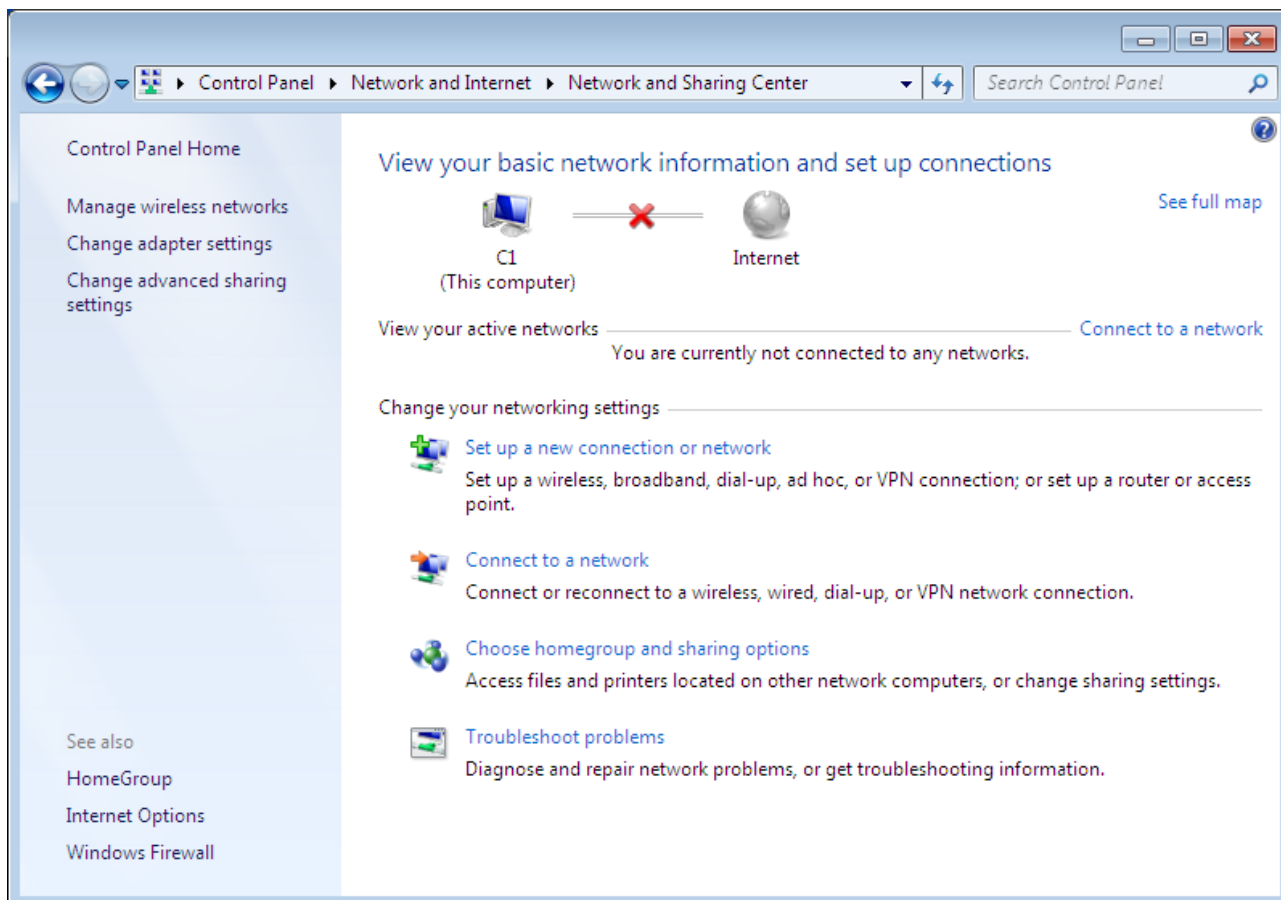 Control Panel Network and Internet Network and Sharing Center Search Control Panel
Control Panel Home
Manage wireless networks
Change adapter settings
Change advanced sharing
settings
See also
HomeGroup
Internet Options
Windows Firewall
View your basic network information and set up connections
See full map
C1
(This computer)
Internet
View your active networks Connect to a network
You are currently not connected to any networks.
Change your networking settings
Set up a new connection or network
Set up a wireless, broadband, dial-up, ad hoc, or VPN connection; or set up a router or access
point.
Connect to a network
Connect or reconnect to a wireless, wired, dial-up, or VPN network connection.
Choose homegroup and sharing options
Access files and printers located on other network computers, or change sharing settings.
Troubleshoot problems
Diagnose and repair network problems, or get troubleshooting information.